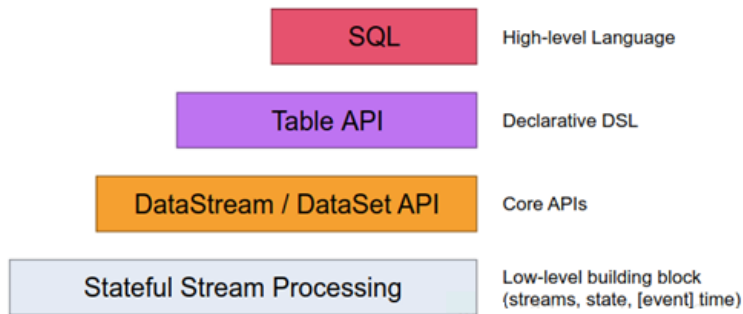 SQL
High-level Language
Table API
Declarative DSL
DataStream / DataSet API
Core APIs
Stateful Stream Processing
Low-level building block
(streams, state, [event] time)